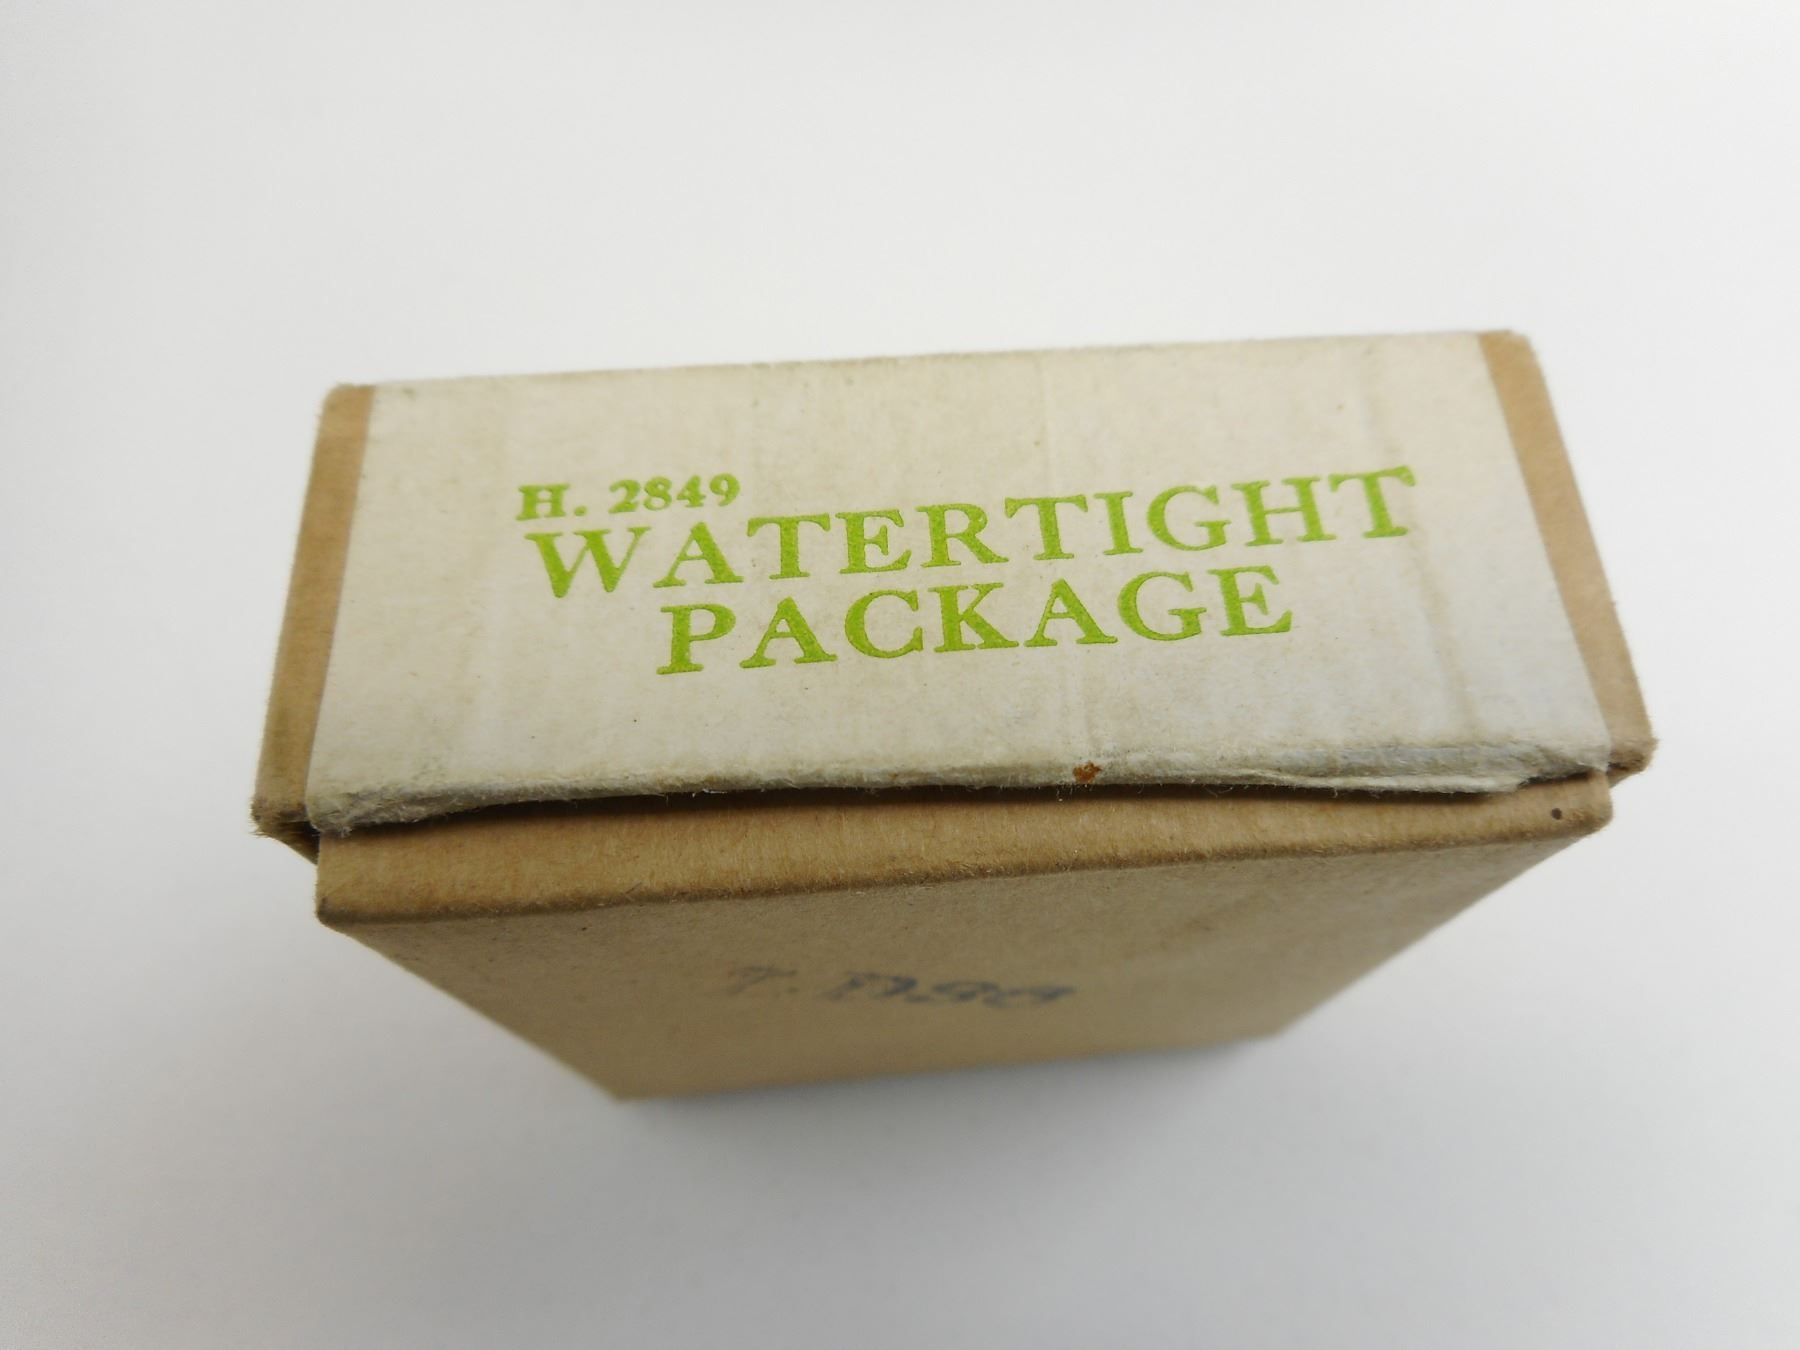 H. 2849
WATERTIGHT
PACKAGE